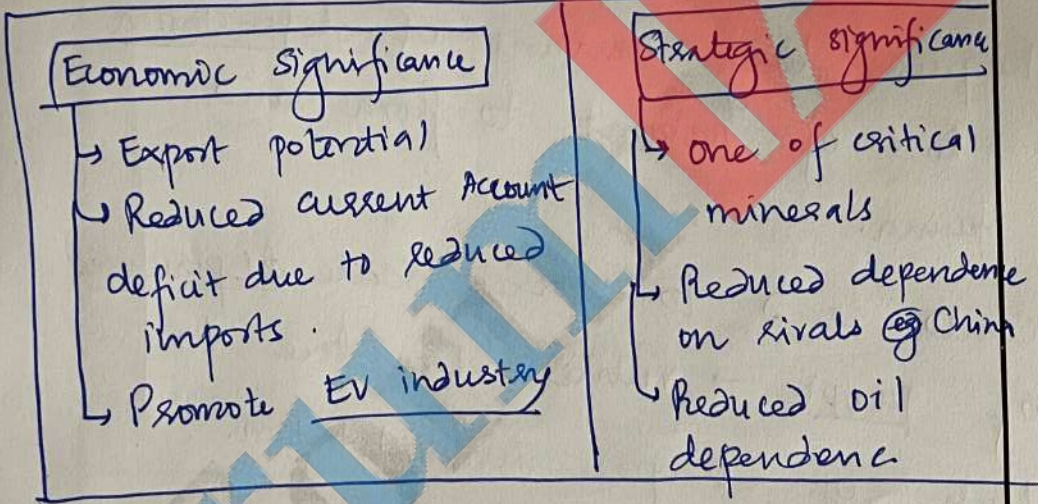 Economic significance
→ Export potential
→ Reduced current Account
deficit due to reduced
imports.
→ Promote EV industry
Strategic significance
→ one of critical
minerals
→ Reduced dependence
on rivals eg China
→ Reduced oil
dependenc